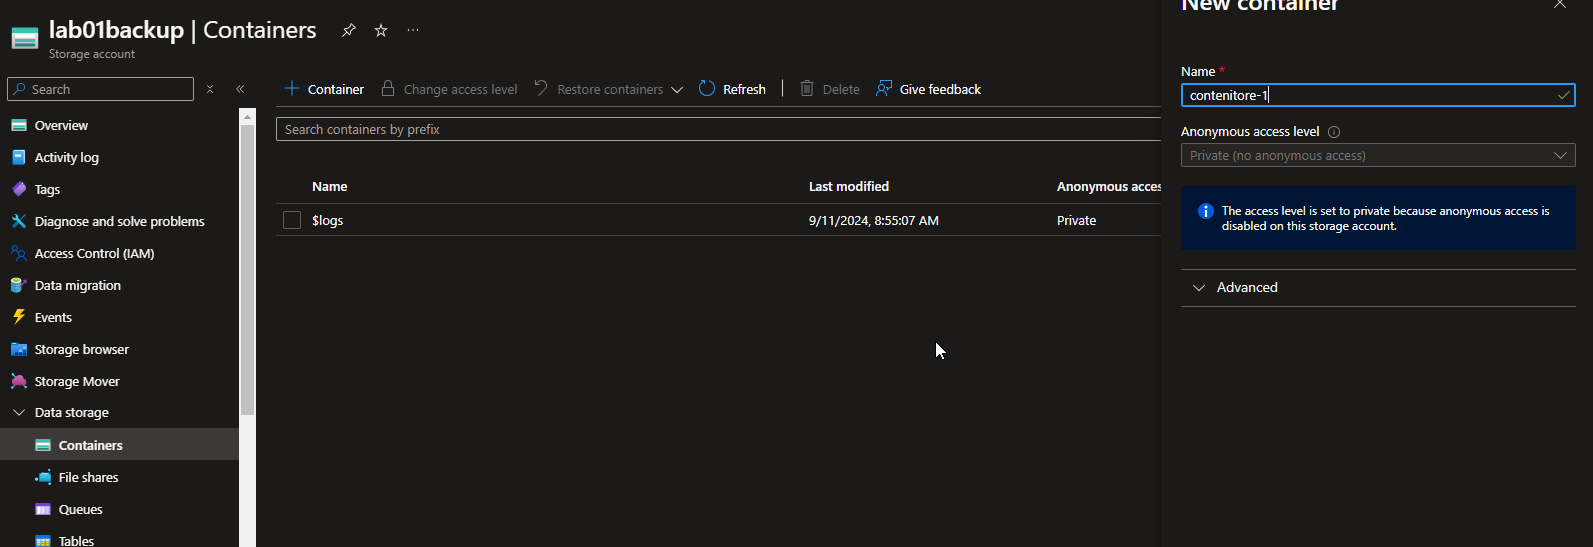 lab01backup | Containers
Storage account
Search
Overview
Activity log
Tags
Diagnose and solve problems
Access Control (IAM)
Data migration
Events
Storage browser
Storage Mover
Data storage
Containers
File shares
Queues
Tables
Container
Change access level
Restore containers
Refresh
Delete
Give feedback
Search containers by prefix
Name Last modified Anonymous acces
$logs 9/11/2024, 8:55:07 AM Private
New container
Name *
contenitore-1
Anonymous access level
Private (no anonymous access)
The access level is set to private because anonymous access is
disabled on this storage account.
Advanced